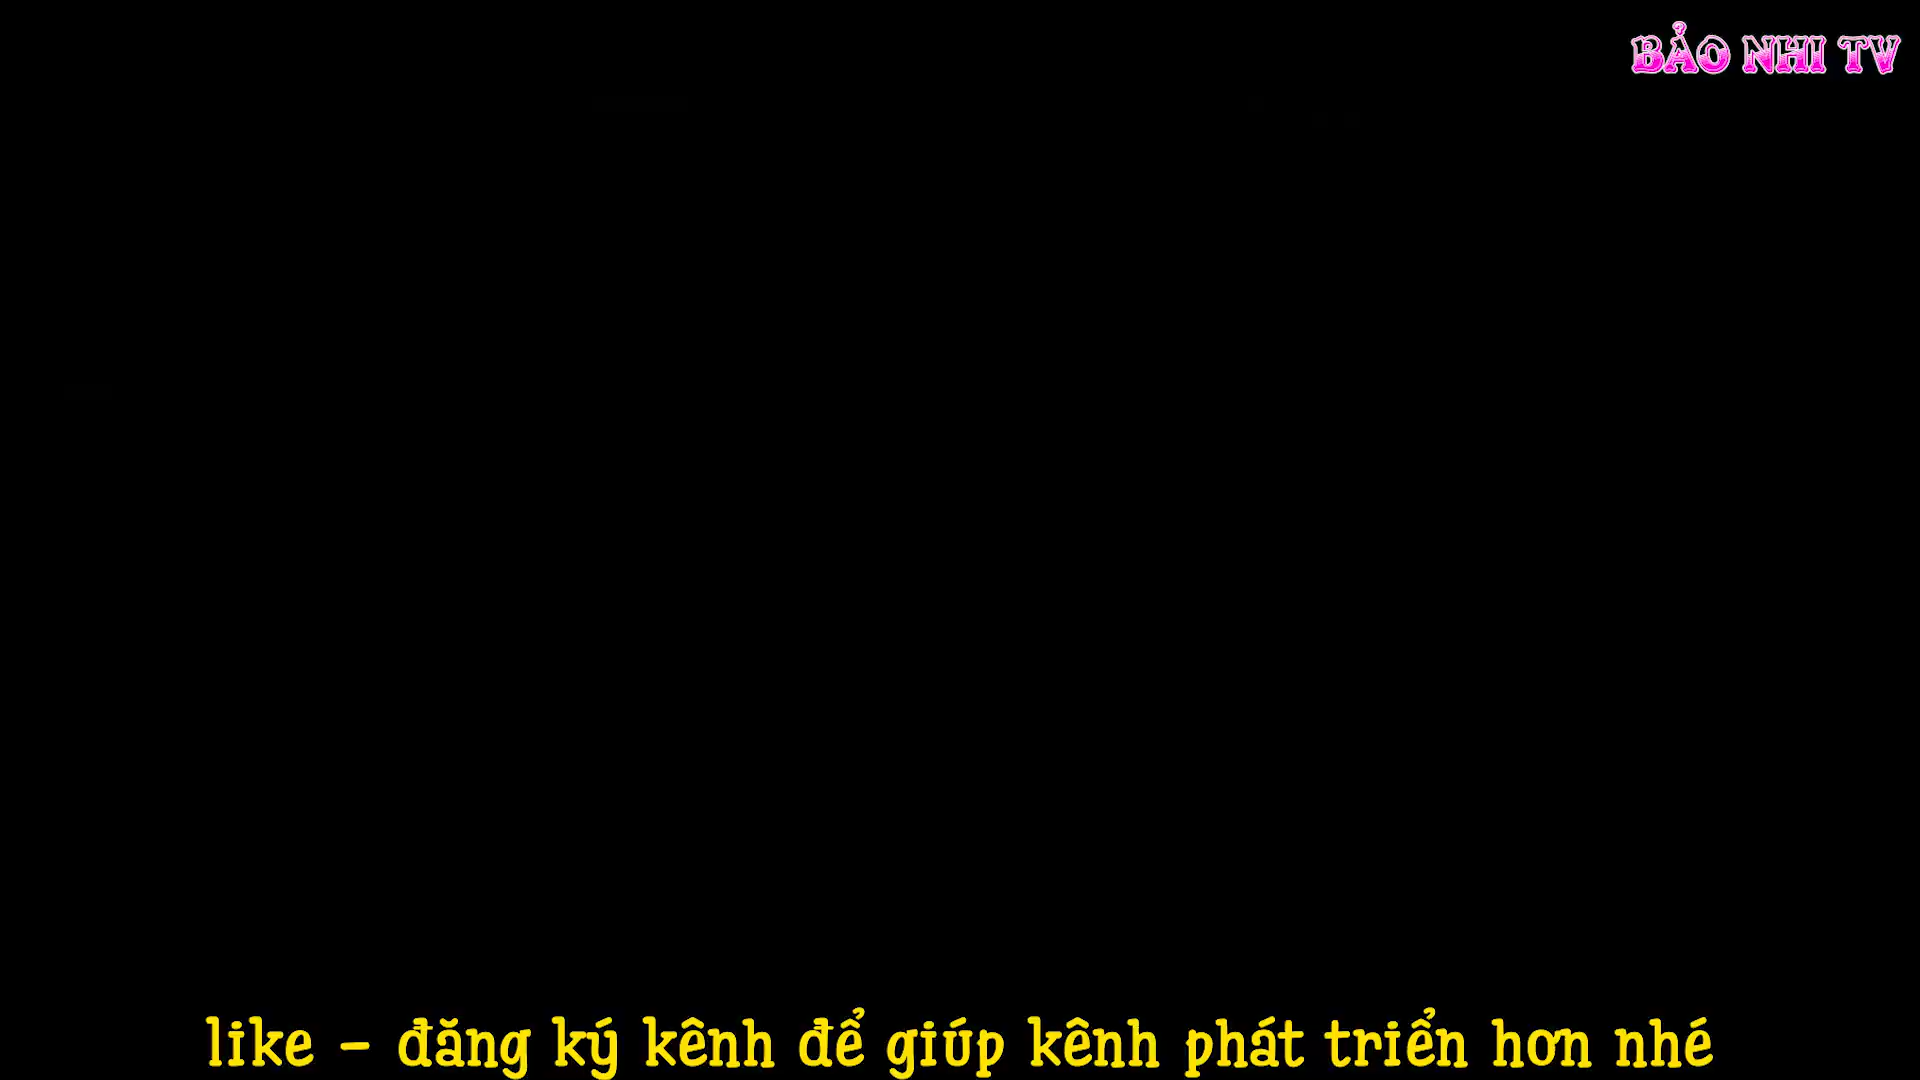 BẢO NHI TV
like - đăng ký kênh để giúp kênh phát triển hơn nhé